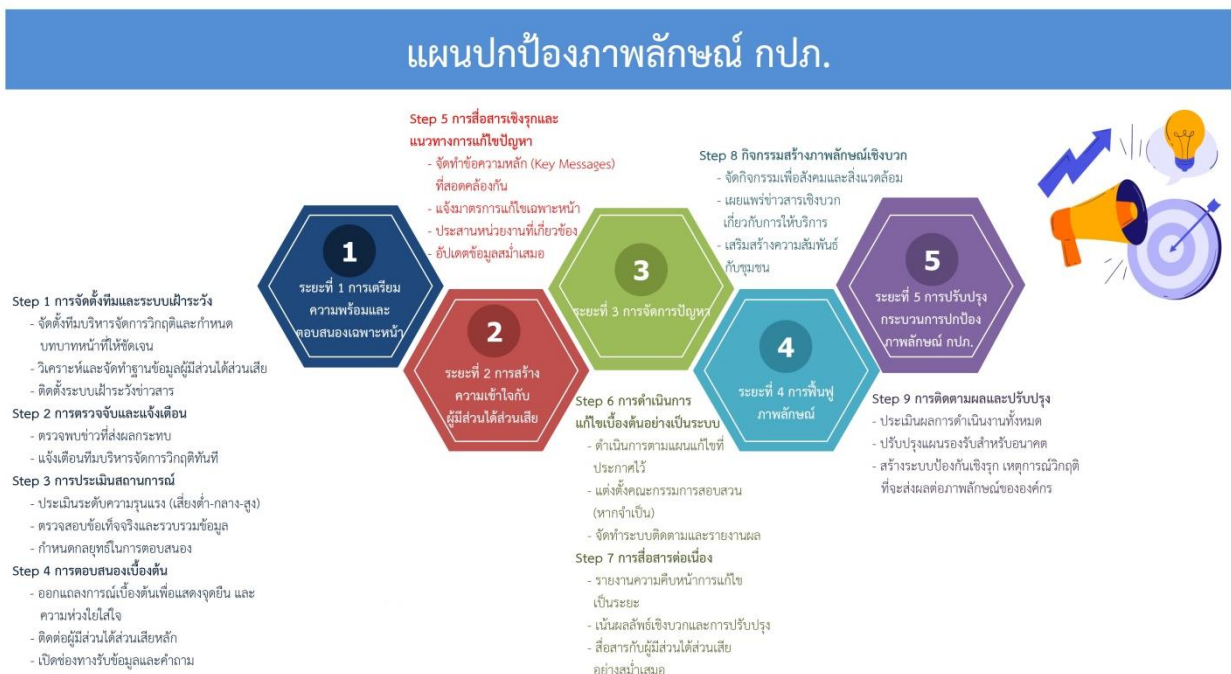 แผนปกป้องภาพลักษณ์ กปภ.
1
ระยะที่ 1 การเตรียม
ความพร้อมและ
ตอบสนองเฉพาะหน้า
Step 1 การจัดตั้งทีมและระบบเฝ้าระวัง
- จัดตั้งทีมบริหารจัดการวิกฤติและกำหนด
บทบาทหน้าที่ให้ชัดเจน
- วิเคราะห์และจัดทำฐานข้อมูลผู้มีส่วนได้ส่วนเสีย
- ติดตั้งระบบเฝ้าระวังข่าวสาร
Step 2 การตรวจจับและแจ้งเตือน
- ตรวจพบข่าวที่ส่งผลกระทบ
- แจ้งเตือนทีมบริหารจัดการวิกฤติทันที
Step 3 การประเมินสถานการณ์
- ประเมินระดับความรุนแรง (เสี่ยงต่ำ-กลาง-สูง)
- ตรวจสอบข้อเท็จจริงและรวบรวมข้อมูล
- กำหนดกลยุทธ์ในการตอบสนอง
Step 4 การตอบสนองเบื้องต้น
- ออกแถลงการณ์เบื้องต้นเพื่อแสดงจุดยืน และ
ความห่วงใยใส่ใจ
- ติดต่อผู้มีส่วนได้ส่วนเสียหลัก
- เปิดช่องทางรับข้อมูลและคำถาม
Step 5 การสื่อสารเชิงรุกและ
แนวทางการแก้ไขปัญหา
- จัดทำข้อความหลัก (Key Messages)
ที่สอดคล้องกัน
- แจ้งมาตรการแก้ไขเฉพาะหน้า
- ประสานหน่วยงานที่เกี่ยวข้อง
- อัปเดตข้อมูลสม่ำเสมอ
2
ระยะที่ 2 การสร้าง
ความเข้าใจกับ
ผู้มีส่วนได้ส่วนเสีย
3
ระยะที่ 3 การจัดการปัญหา
Step 6 การดำเนินการ
แก้ไขเบื้องต้นอย่างเป็นระบบ
- ดำเนินการตามแผนแก้ไขที่
ประกาศไว้
- แต่งตั้งคณะกรรมการสอบสวน
(หากจำเป็น)
- จัดทำระบบติดตามและรายงานผล
Step 7 การสื่อสารต่อเนื่อง
- รายงานความคืบหน้าการแก้ไข
เป็นระยะ
- เน้นผลลัพธ์เชิงบวกและการปรับปรุง
- สื่อสารกับผู้มีส่วนได้ส่วนเสีย
อย่างสม่ำเสมอ
Step 8 กิจกรรมสร้างภาพลักษณ์เชิงบวก
- จัดกิจกรรมเพื่อสังคมและสิ่งแวดล้อม
- เผยแพร่ข่าวสารเชิงบวก
เกี่ยวกับการให้บริการ
- เสริมสร้างความสัมพันธ์
กับชุมชน
4
ระยะที่ 4 การฟื้นฟู
ภาพลักษณ์
5
ระยะที่ 5 การปรับปรุง
กระบวนการปกป้อง
ภาพลักษณ์ กปภ.
Step 9 การติดตามผลและปรับปรุง
- ประเมินผลการดำเนินงานทั้งหมด
- ปรับปรุงแผนรองรับสำหรับอนาคต
- สร้างระบบป้องกันเชิงรุก เหตุการณ์วิกฤติ
ที่จะส่งผลต่อภาพลักษณ์ขององค์กร